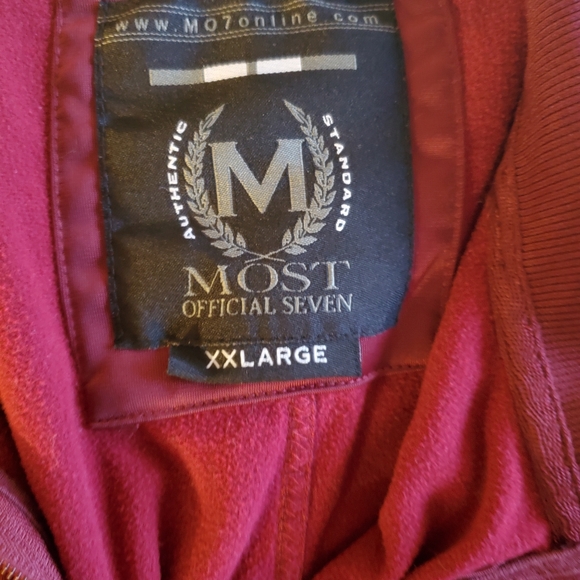 www.MO7online.com
AUTHENTIC
STANDARD
M
MOST
OFFICIAL SEVEN
XXLARGE